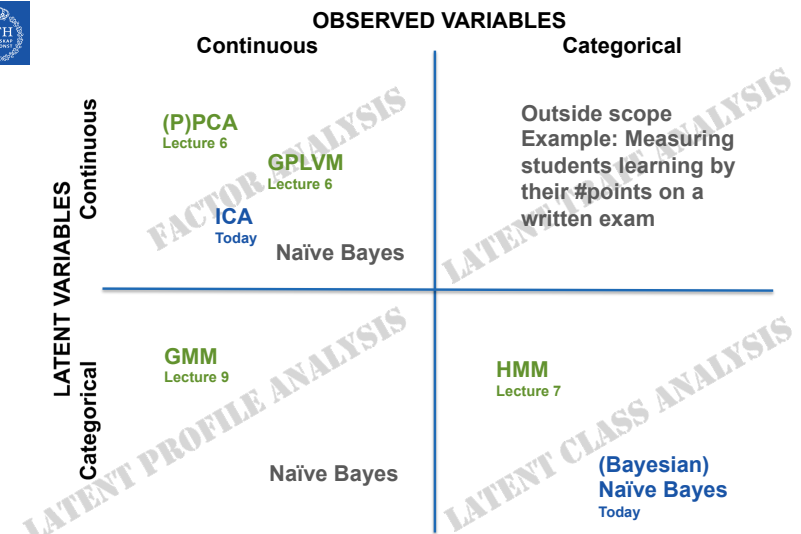 OBSERVED VARIABLES
Continuous
Categorical
LATENT VARIABLES
Continuous
Categorical
FACTOR ANALYSIS
(P)PCA
Lecture 6
GPLVM
Lecture 6
ICA
Today
Naïve Bayes
LATENT TRAIT ANALYSIS
Outside scope
Example: Measuring
students learning by
their #points on a
written exam
LATENT PROFILE ANALYSIS
GMM
Lecture 9
Naïve Bayes
LATENT CLASS ANALYSIS
HMM
Lecture 7
(Bayesian)
Naïve Bayes
Today